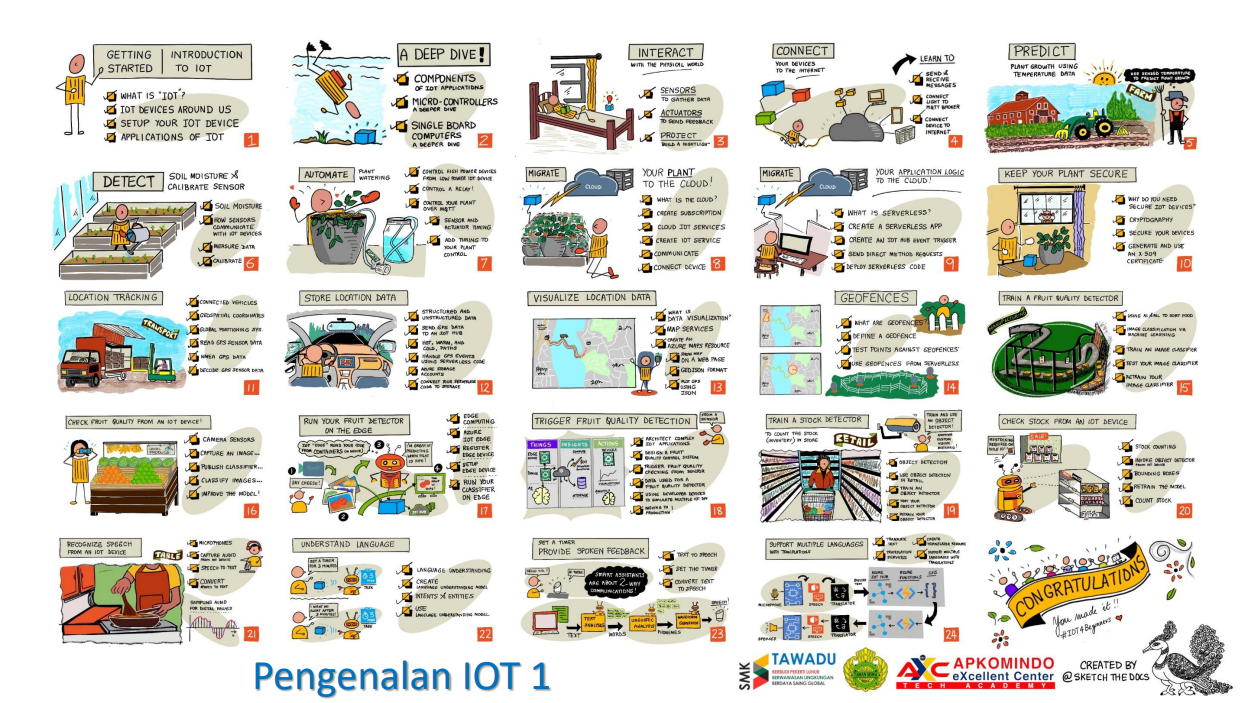 GETTING STARTED
INTRODUCTION TO IOT
WHAT IS "IOT"?
IOT DEVICES AROUND US
SETUP YOUR IOT DEVICE
APPLICATIONS OF IOT
1
A DEEP DIVE!
COMPONENTS
OF IOT APPLICATIONS
MICRO-CONTROLLERS
A DEEPER DIVE
SINGLE BOARD
COMPUTERS
A DEEPER DIVE
2
INTERACT
WITH THE PHYSICAL WORLD
SENSORS
TO GATHER DATA
ACTUATORS
TO SEND FEEDBACK
PROJECT
BUILD A NIGHTLIGHT
3
CONNECT
YOUR DEVICES
TO THE INTERNET
LEARN TO
SEND &
RECEIVE
MESSAGES
CONNECT
LIGHT TO
MQTT BROKER
CONNECT
DEVICE TO
INTERNET
4
PREDICT
PLANT GROWTH USING
TEMPERATURE DATA
USE SENSED TEMPERATURE
TO PREDICT PLANT GROWTH
FARM
5
DETECT
SOIL MOISTURE &
CALIBRATE SENSOR
SOIL MOISTURE
HOW SENSORS
COMMUNICATE
WITH IOT DEVICES
MEASURE DATA
CALIBRATE
6
AUTOMATE
PLANT
WATERING
CONTROL HIGH POWER DEVICES
FROM LOW POWER IOT DEVICE
CONTROL A RELAY!
CONTROL YOUR PLANT
OVER MQTT
SENSOR AND
ACTUATOR TIMING
ADD TIMING TO
YOUR PLANT
CONTROL
7
MIGRATE
CLOUD
YOUR PLANT
TO THE CLOUD!
WHAT IS THE CLOUD?
CREATE SUBSCRIPTION
CLOUD IOT SERVICES
CREATE IOT SERVICE
COMMUNICATE
CONNECT DEVICE
8
MIGRATE
CLOUD
YOUR APPLICATION LOGIC
TO THE CLOUD!
WHAT IS SERVERLESS?
CREATE A SERVERLESS APP
CREATE AN IOT HUB EVENT TRIGGER
SEND DIRECT METHOD REQUESTS
DEPLOY SERVERLESS CODE
9
KEEP YOUR PLANT SECURE
WHY DO YOU NEED
SECURE IOT DEVICES?
CRYPTOGRAPHY
SECURE YOUR DEVICES
GENERATE AND USE
AN X-509
CERTIFICATE
10
LOCATION TRACKING
TRANSPORT
CONNECTED VEHICLES
GEOSPATIAL COORDINATES
GLOBAL POSITIONING SYS.
READ GPS SENSOR DATA
NMEA GPS DATA
DECODE GPS SENSOR DATA
11
STORE LOCATION DATA
STRUCTURED AND
UNSTRUCTURED DATA
SEND GPS DATA
TO AN IOT HUB
HOT, WARM, AND
COLD, PATHS
HANDLE GPS EVENTS
USING SERVERLESS CODE
AZURE STORAGE
ACCOUNTS
CONNECT YOUR SERVERLESS
CODE TO STORAGE
12
VISUALIZE LOCATION DATA
WHAT IS
DATA VISUALIZATION?
MAP SERVICES
CREATE AN
AZURE MAPS RESOURCE
SHOW MAP
ON A WEB PAGE
GEOJSON FORMAT
PLOT GPS
USING
JSON
13
GEOFENCES
WHAT ARE GEOFENCES?
DEFINE A GEOFENCE
TEST POINTS AGAINST GEOFENCES
USE GEOFENCES FROM SERVERLESS
14
TRAIN A FRUIT QUALITY DETECTOR
USING AI & ML TO SORT FOOD
IMAGE CLASSIFICATION VIA
MACHINE LEARNING
TRAIN AN IMAGE CLASSIFIER
TEST YOUR IMAGE CLASSIFIER
RETRAIN YOUR
IMAGE CLASSIFIER
15
CHECK FRUIT QUALITY FROM AN IOT DEVICE!
CAMERA SENSORS
CAPTURE AN IMAGE...
PUBLISH CLASSIFIER...
CLASSIFY IMAGES...
IMPROVE THE MODEL!
16
RUN YOUR FRUIT DETECTOR
ON THE EDGE
EDGE
COMPUTING
AZURE
IOT EDGE
REGISTER
EDGE DEVICE
SETUP
EDGE DEVICE
RUN YOUR
CLASSIFIER
ON EDGE
SAY CHEESE!
17
TRIGGER FRUIT QUALITY DETECTION
FROM A
SENSOR
THINGS
INSIGHTS
ACTIONS
ARCHITECT COMPLEX
IOT APPLICATIONS
DESIGN A FRUIT
QUALITY CONTROL SYSTEM
TRIGGER FRUIT QUALITY
CHECKING FROM SENSOR
DATA USED FOR A
FRUIT QUALITY DETECTOR
USING DEVELOPER DEVICES
TO SIMULATE MULTIPLE IOT DEV
MOVING TO
PRODUCTION
18
TRAIN A STOCK DETECTOR
TO COUNT THE STOCK
(INVENTORY) IN STORE
RETAIL
TRAIN AND USE
AN OBJECT
DETECTOR!
OBJECT DETECTION
USE OBJECT DETECTION
IN RETAIL
TRAIN AN
OBJECT DETECTOR
TEST YOUR
OBJECT DETECTOR
RETRAIN YOUR
OBJECT DETECTOR
19
CHECK STOCK FROM AN IOT DEVICE
STOCK COUNTING
INVOKE OBJECT DETECTOR
FROM IOT DEVICE
BOUNDING BOXES
RETRAIN THE MODEL
COUNT STOCK
20
RECOGNIZE SPEECH
FROM AN IOT DEVICE
TABLE
MICROPHONES
CAPTURE AUDIO
FROM IOT DEVICE
SPEECH TO TEXT
CONVERT
SPEECH TO TEXT
SAMPLING AUDIO
FOR DIGITAL VALUES
21
UNDERSTAND LANGUAGE
SET A TIMER
FOR 3 MINUTES
TASK
TASK
LANGUAGE UNDERSTANDING
CREATE
LANGUAGE UNDERSTANDING MODEL
INTENTS & ENTITIES
USE
LANGUAGE UNDERSTANDING MODEL
22
SET A TIMER
PROVIDE SPOKEN FEEDBACK
SMART ASSISTANTS
ARE ABOUT 2-WAY
COMMUNICATIONS!
TEXT TO SPEECH
SET THE TIMER
CONVERT TEXT
TO SPEECH
TEXT
TEXT ANALYSIS
WORDS
LINGUISTIC ANALYSIS
PHONEMES
WAVEFORM GENERATOR
23
SUPPORT MULTIPLE LANGUAGES
WITH TRANSLATIONS
TRANSLATE
TEXT
TRANSLATION
SERVICES
MICROPHONE
SPEECH
TRANSLATOR
SPEAKER
SPEECH
TRANSLATOR
24
CONGRATULATIONS
You made it!!
#IOT4Beginners
CREATED BY
@SKETCHTHEDOCS
Pengenalan IOT 1
SMK
TAWADU
BERBUDI PEKERTI LUHUR
BERWAWASAN LINGKUNGAN
BERDAYA SAING GLOBAL
AXC
APKOMINDO
eXcellent Center
TECH ACADEMY